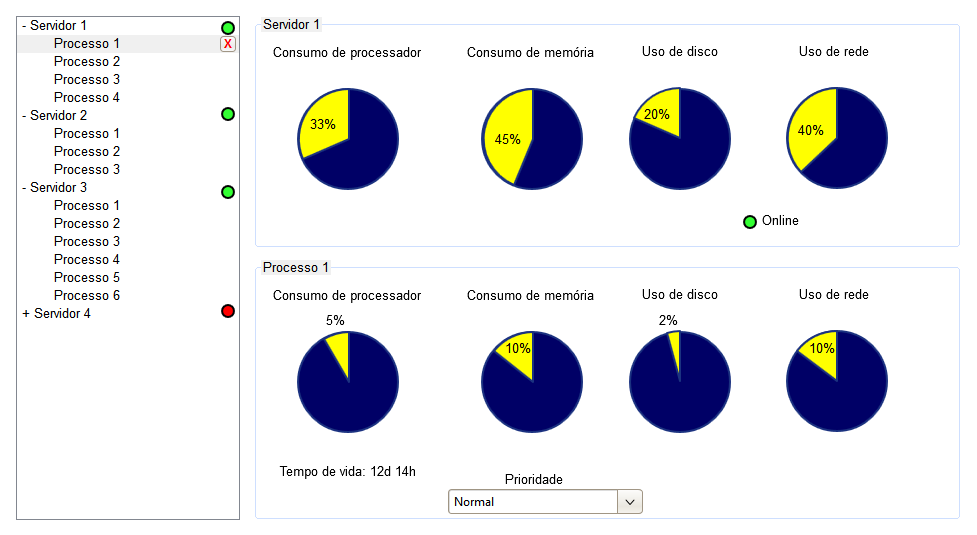 - Servidor 1
Processo 1
X
Processo 2
Processo 3
Processo 4
- Servidor 2
Processo 1
Processo 2
Processo 3
- Servidor 3
Processo 1
Processo 2
Processo 3
Processo 4
Processo 5
Processo 6
+ Servidor 4
Servidor 1
Consumo de processador
Consumo de memória
Uso de disco
Uso de rede
33%
45%
20%
40%
Online
Processo 1
Consumo de processador
Consumo de memória
Uso de disco
Uso de rede
5%
10%
2%
10%
Tempo de vida: 12d 14h
Prioridade
Normal